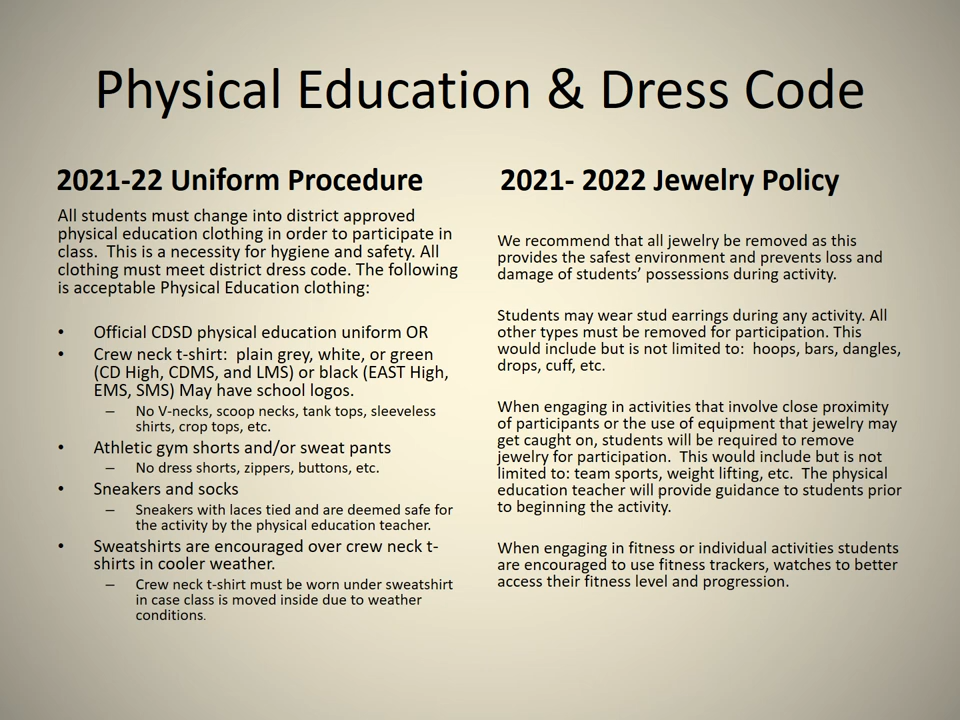 Physical Education & Dress Code
2021-22 Uniform Procedure
All students must change into district approved
physical education clothing in order to participate in
class.  This is a necessity for hygiene and safety. All
clothing must meet district dress code. The following
is acceptable Physical Education clothing:
• Official CDSD physical education uniform OR
• Crew neck t-shirt:  plain grey, white, or green
(CD High, CDMS, and LMS) or black (EAST High,
EMS, SMS) May have school logos.
– No V-necks, scoop necks, tank tops, sleeveless
shirts, crop tops, etc.
• Athletic gym shorts and/or sweat pants
– No dress shorts, zippers, buttons, etc.
• Sneakers and socks
– Sneakers with laces tied and are deemed safe for
the activity by the physical education teacher.
• Sweatshirts are encouraged over crew neck t-
shirts in cooler weather.
– Crew neck t-shirt must be worn under sweatshirt
in case class is moved inside due to weather
conditions.
2021- 2022 Jewelry Policy
We recommend that all jewelry be removed as this
provides the safest environment and prevents loss and
damage of students’ possessions during activity.
Students may wear stud earrings during any activity. All
other types must be removed for participation. This
would include but is not limited to:  hoops, bars, dangles,
drops, cuff, etc.
When engaging in activities that involve close proximity
of participants or the use of equipment that jewelry may
get caught on, students will be required to remove
jewelry for participation.  This would include but is not
limited to: team sports, weight lifting, etc.  The physical
education teacher will provide guidance to students prior
to beginning the activity.
When engaging in fitness or individual activities students
are encouraged to use fitness trackers, watches to better
access their fitness level and progression.